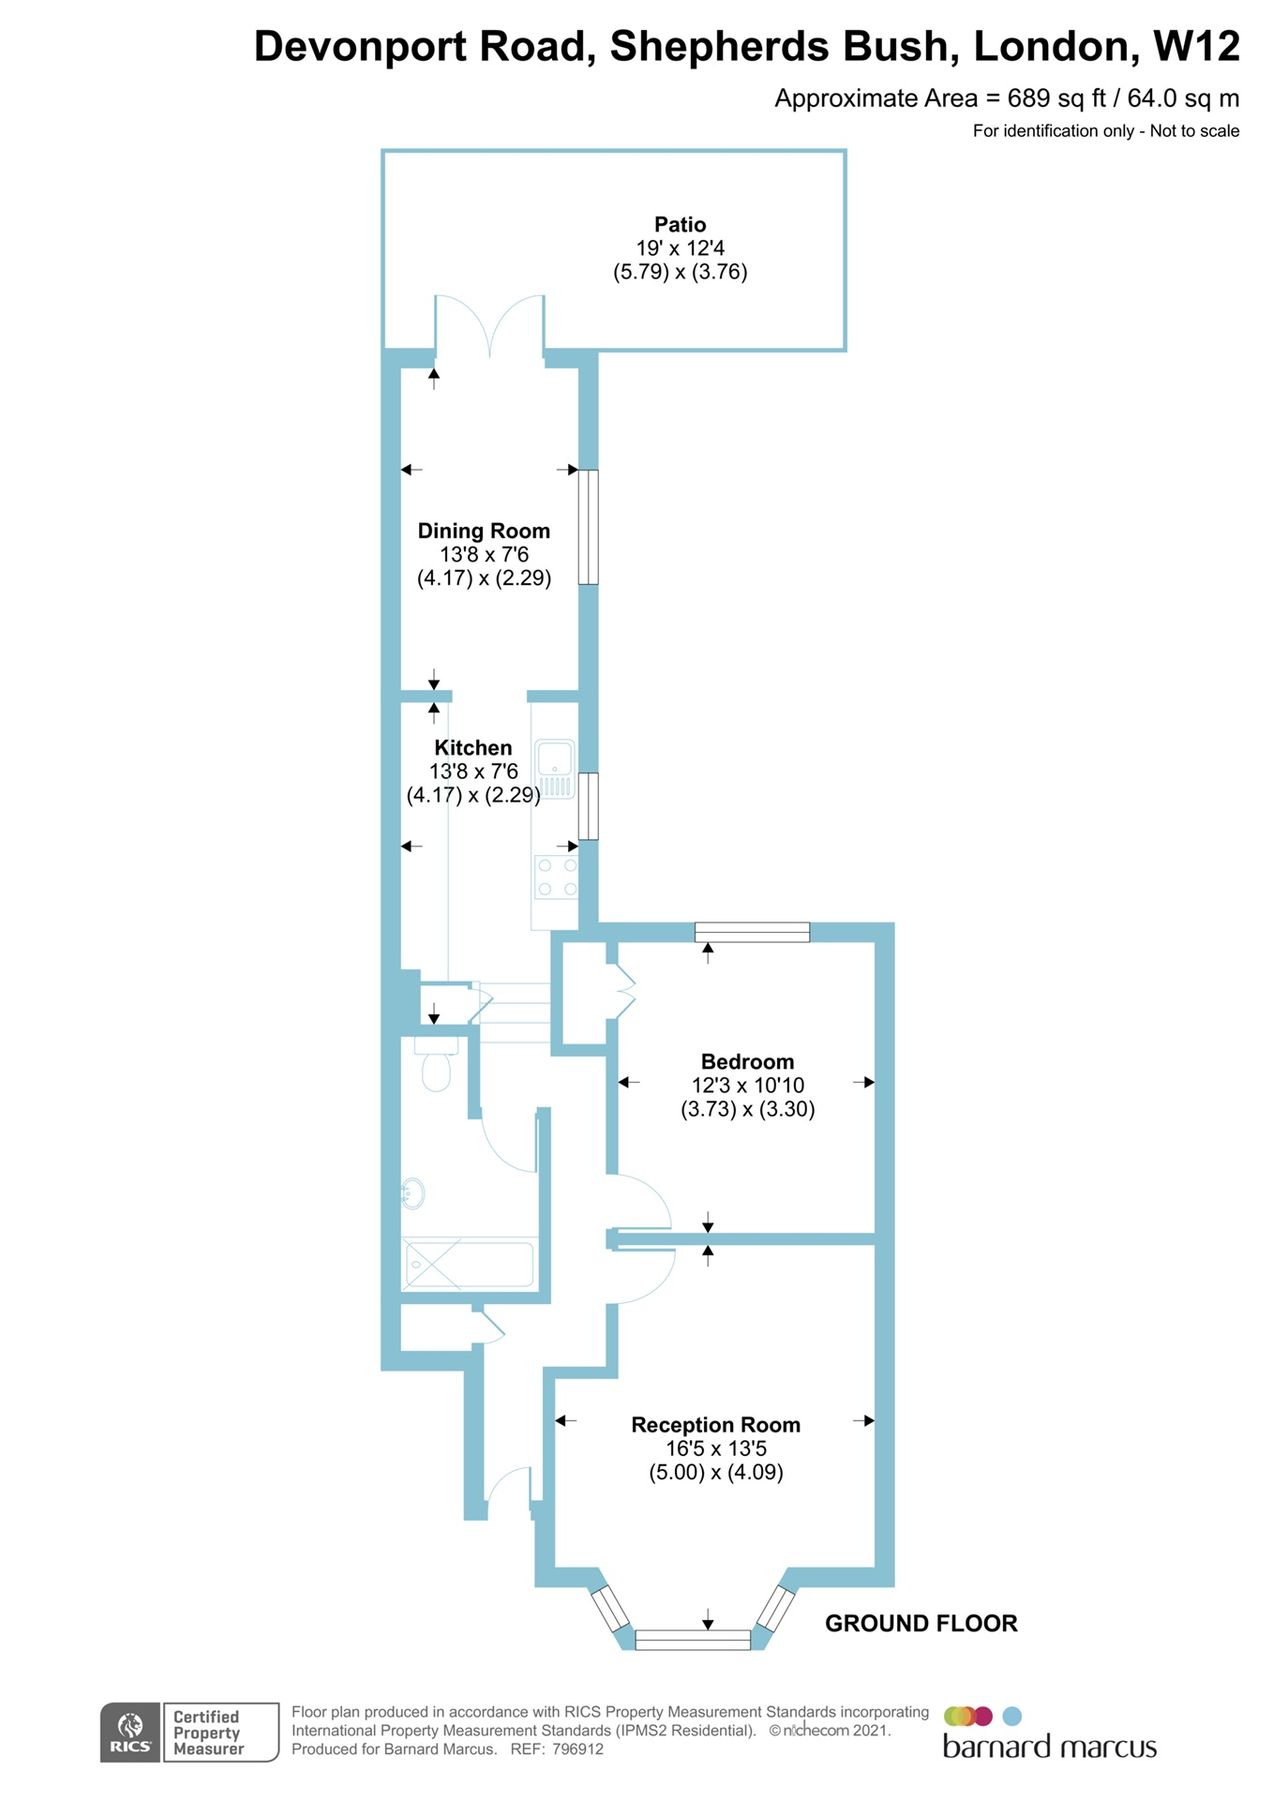 Devonport Road, Shepherds Bush, London, W12
Approximate Area = 689 sq ft / 64.0 sq m
For identification only - Not to scale
Patio
19' x 12'4
(5.79) x (3.76)
Dining Room
13'8 x 7'6
(4.17) x (2.29)
Kitchen
13'8 x 7'6
(4.17) x (2.29)
Bedroom
12'3 x 10'10
(3.73) x (3.30)
Reception Room
16'5 x 13'5
(5.00) x (4.09)
GROUND FLOOR
RICS
Certified
Property
Measurer
Floor plan produced in accordance with RICS Property Measurement Standards incorporating
International Property Measurement Standards (IPMS2 Residential). © nichecom 2021.
Produced for Barnard Marcus. REF: 796912
barnard marcus